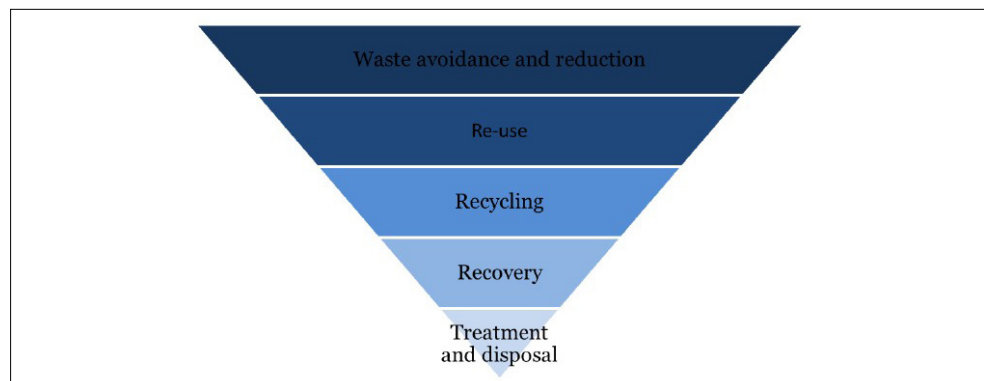 Waste avoidance and reduction
Re-use
Recycling
Recovery
Treatment
and disposal